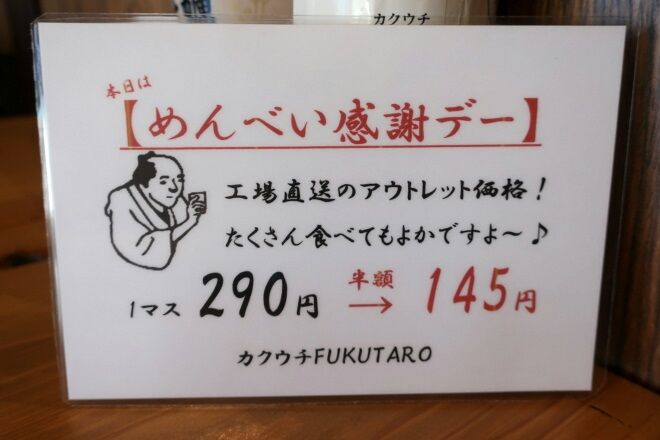 カクウチ
本日は
【めんべい感謝デー】
工場直送のアウトレット価格！
たくさん食べてもよかですよ～♪
1マス 290円 半額→ 145円
カクウチFUKUTARO